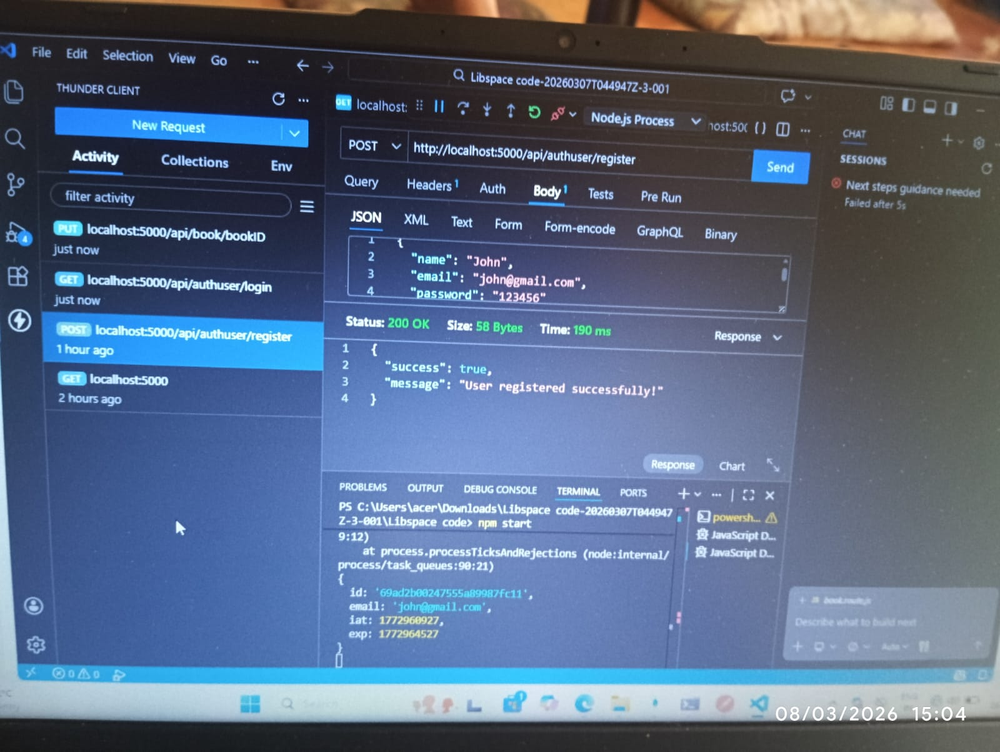 File Edit Selection View Go ...
Libspace code-20260307T044947Z-3-001
THUNDER CLIENT
...
New Request
Activity Collections Env
filter activity
PUT localhost:5000/api/book/bookID
just now
GET localhost:5000/api/authuser/login
just now
POST localhost:5000/api/authuser/register
1 hour ago
GET localhost:5000
2 hours ago
4
GET localhost:
Node.js Process
host:500
{} ...
POST http://localhost:5000/api/authuser/register Send
Query Headers 1 Auth Body 1 Tests Pre Run
JSON XML Text Form Form-encode GraphQL Binary
1 {
2 "name": "John",
3 "email": "john@gmail.com",
4 "password": "123456"
Status: 200 OK Size: 58 Bytes Time: 190 ms Response
1 {
2 "success": true,
3 "message": "User registered successfully!"
4 }
Response Chart
PROBLEMS OUTPUT DEBUG CONSOLE TERMINAL PORTS
PS C:\Users\acer\Downloads\Libspace code-20260307T044947
Z-3-001\Libspace code> npm start
9:12)
at process.processTicksAndRejections (node:internal/
process/task_queues:90:21)
{
id: '69ad2b00247555a89987fc11',
email: 'john@gmail.com',
iat: 1772960927,
exp: 1772964527
}
powersh...
JavaScript D...
JavaScript D...
CHAT
SESSIONS
Next steps guidance needed
Failed after 5s
book.route.js
Describe what to build next
Auto
0 0
Search
08/03/2026 15:04